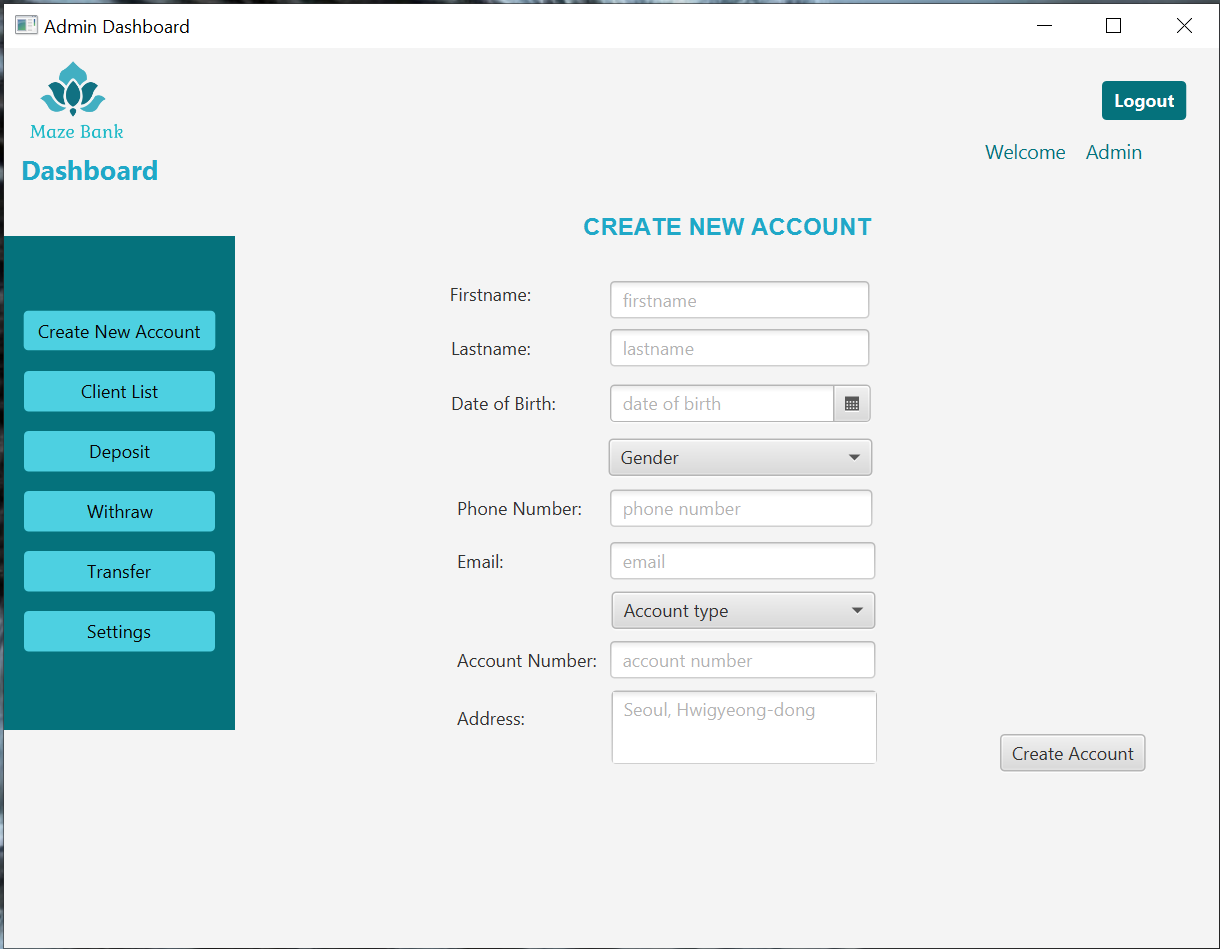 Admin Dashboard
Maze Bank
Dashboard
Logout
Welcome Admin
Create New Account
Client List
Deposit
Withraw
Transfer
Settings
CREATE NEW ACCOUNT
Firstname: firstname
Lastname: lastname
Date of Birth: date of birth
Gender
Phone Number: phone number
Email: email
Account type
Account Number: account number
Address: Seoul, Hwigyeong-dong
Create Account